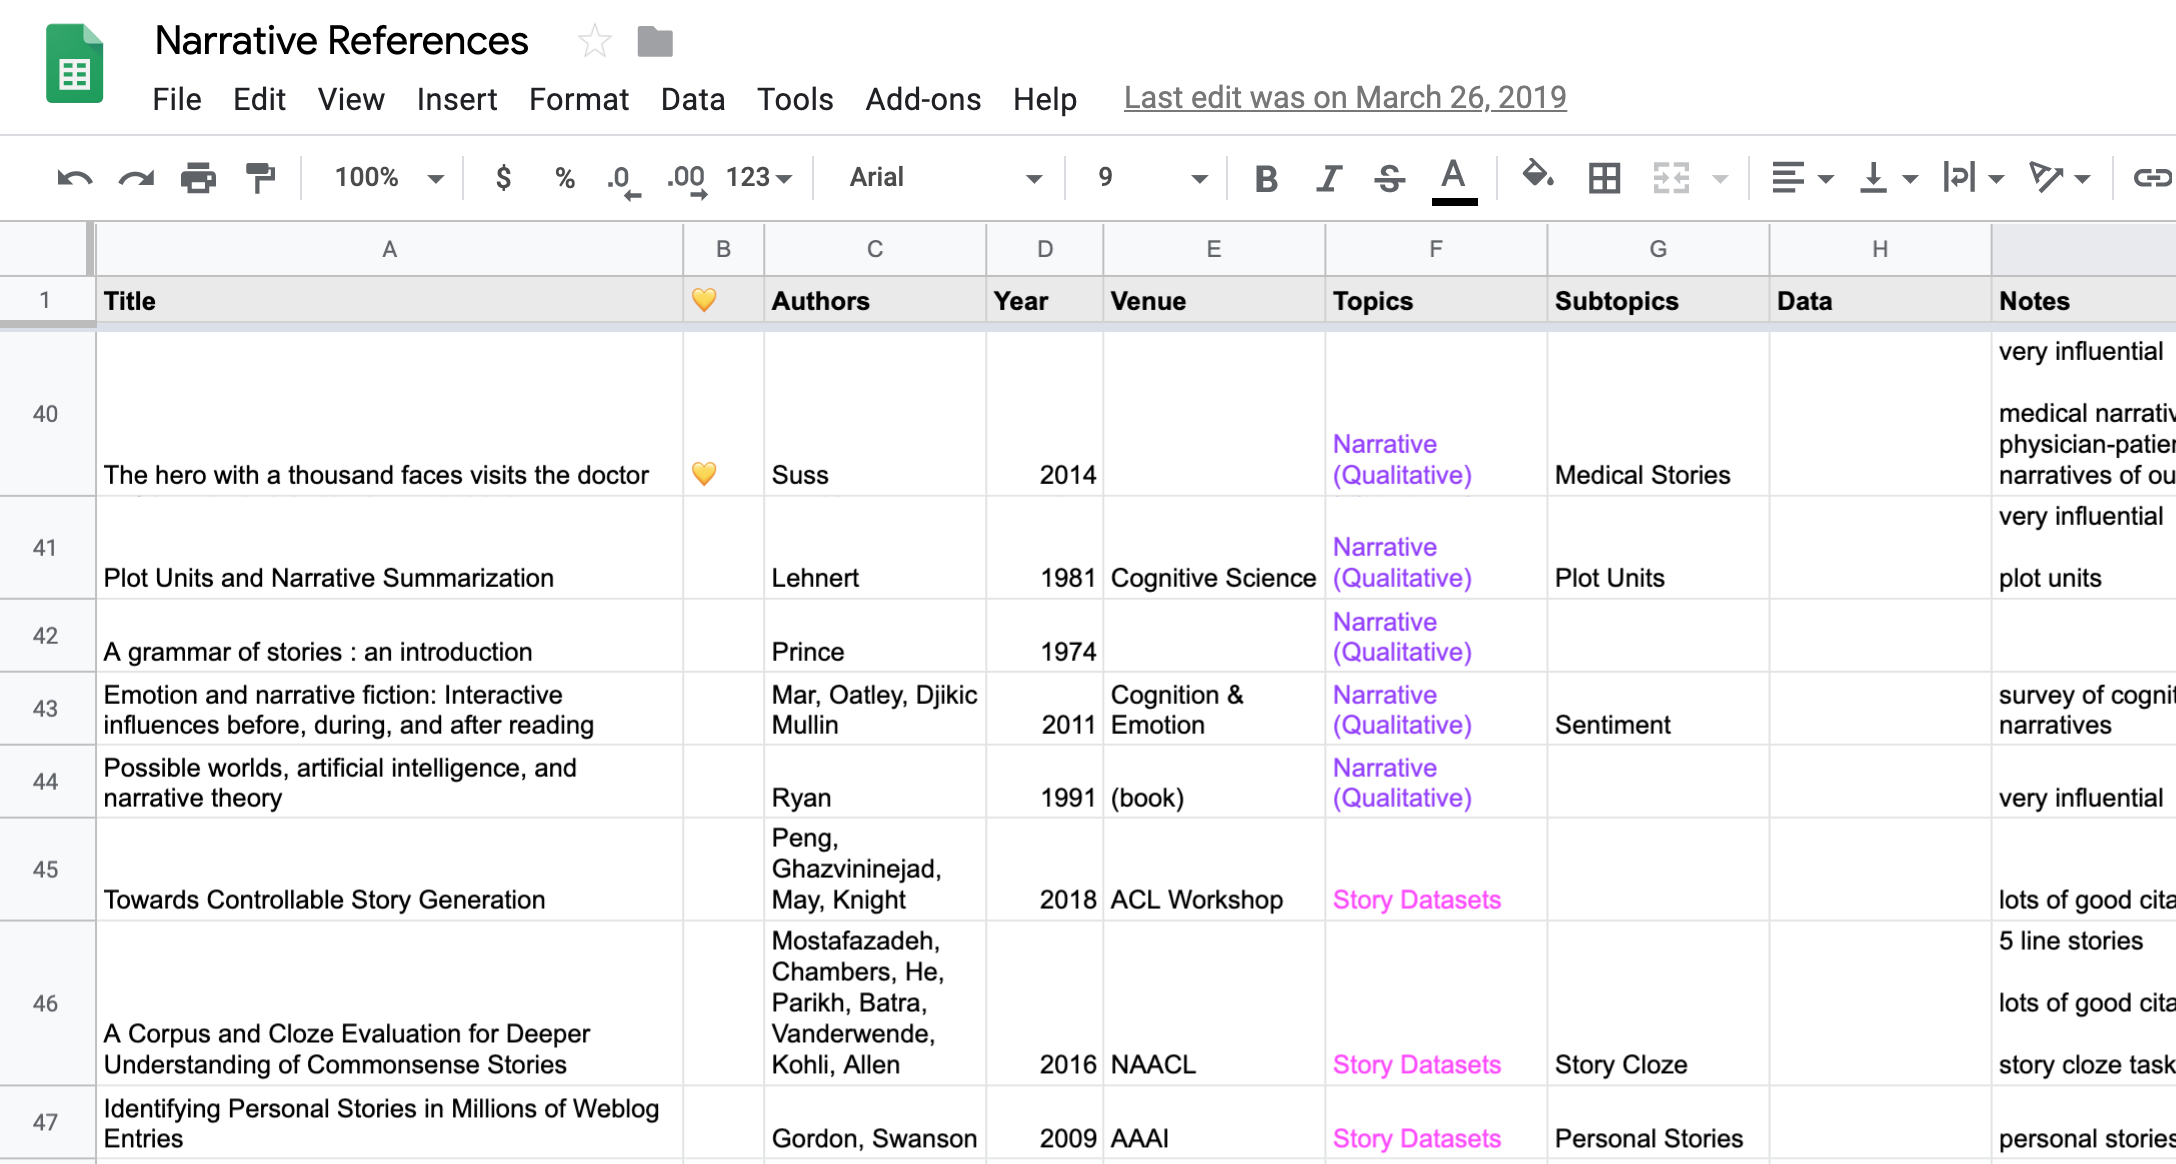 Narrative References
File Edit View Insert Format Data Tools Add-ons Help Last edit was on March 26, 2019
100% $ % .0 .00 123 Arial 9 B I S A
A B C D E F G H
1 Title 💛 Authors Year Venue Topics Subtopics Data Notes
40 The hero with a thousand faces visits the doctor 💛 Suss 2014 Narrative
(Qualitative) Medical Stories very influential
medical narrativ
physician-patien
narratives of ou
41 Plot Units and Narrative Summarization Lehnert 1981 Cognitive Science Narrative
(Qualitative) Plot Units very influential
plot units
42 A grammar of stories : an introduction Prince 1974 Narrative
(Qualitative)
43 Emotion and narrative fiction: Interactive
influences before, during, and after reading Mar, Oatley, Djikic
Mullin 2011 Cognition &
Emotion Narrative
(Qualitative) Sentiment survey of cognit
narratives
44 Possible worlds, artificial intelligence, and
narrative theory Ryan 1991 (book) Narrative
(Qualitative) very influential
45 Towards Controllable Story Generation Peng,
Ghazvininejad,
May, Knight 2018 ACL Workshop Story Datasets lots of good cita
46 A Corpus and Cloze Evaluation for Deeper
Understanding of Commonsense Stories Mostafazadeh,
Chambers, He,
Parikh, Batra,
Vanderwende,
Kohli, Allen 2016 NAACL Story Datasets Story Cloze 5 line stories
lots of good cita
story cloze task
47 Identifying Personal Stories in Millions of Weblog
Entries Gordon, Swanson 2009 AAAI Story Datasets Personal Stories personal stories